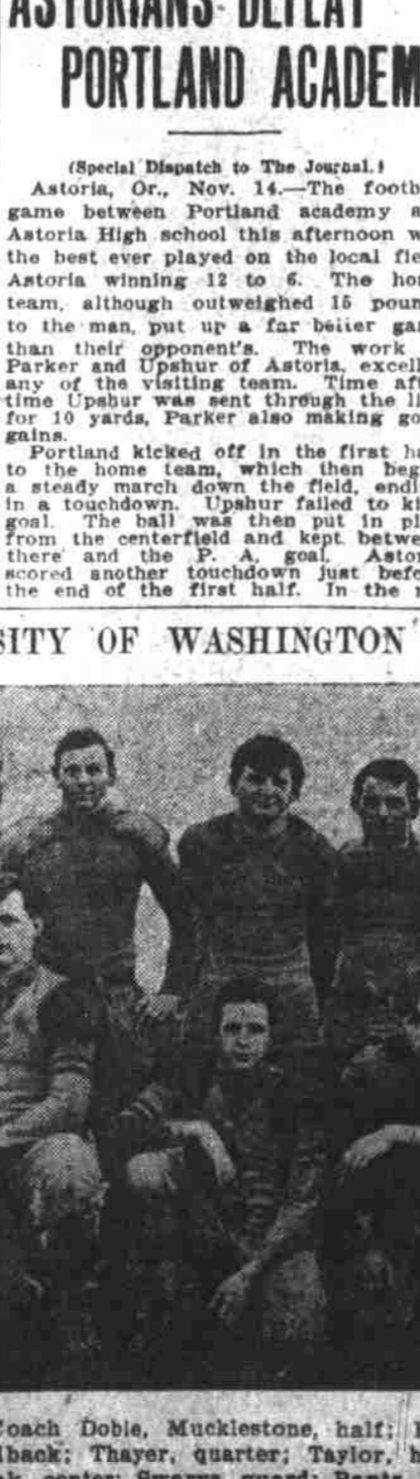 ASTORIANS DEFEAT
PORTLAND ACADEM
(Special Dispatch to The Journal.)
Astoria, Or., Nov. 14.—The footb
game between Portland academy a
Astoria High school this afternoon w
the best ever played on the local fie
Astoria winning 12 to 6. The ho
team, although outweighed 15 poun
to the man, put up a far better ga
than their opponent's. The work
Parker and Upshur of Astoria, excell
any of the visiting team. Time aft
time Upshur was sent through the li
for 10 yards, Parker also making go
gains.
Portland kicked off in the first ha
to the home team, which then beg
a steady march down the field, endi
in a touchdown. Upshur failed to ki
goal. The ball was then put in pl
from the centerfield and kept betwe
there and the P. A. goal. Astor
scored another touchdown just befo
the end of the first half. In the
SITY OF WASHINGTON
Coach Dobie, Mucklestone, half;
lback; Thayer, quarter; Taylor,
center;